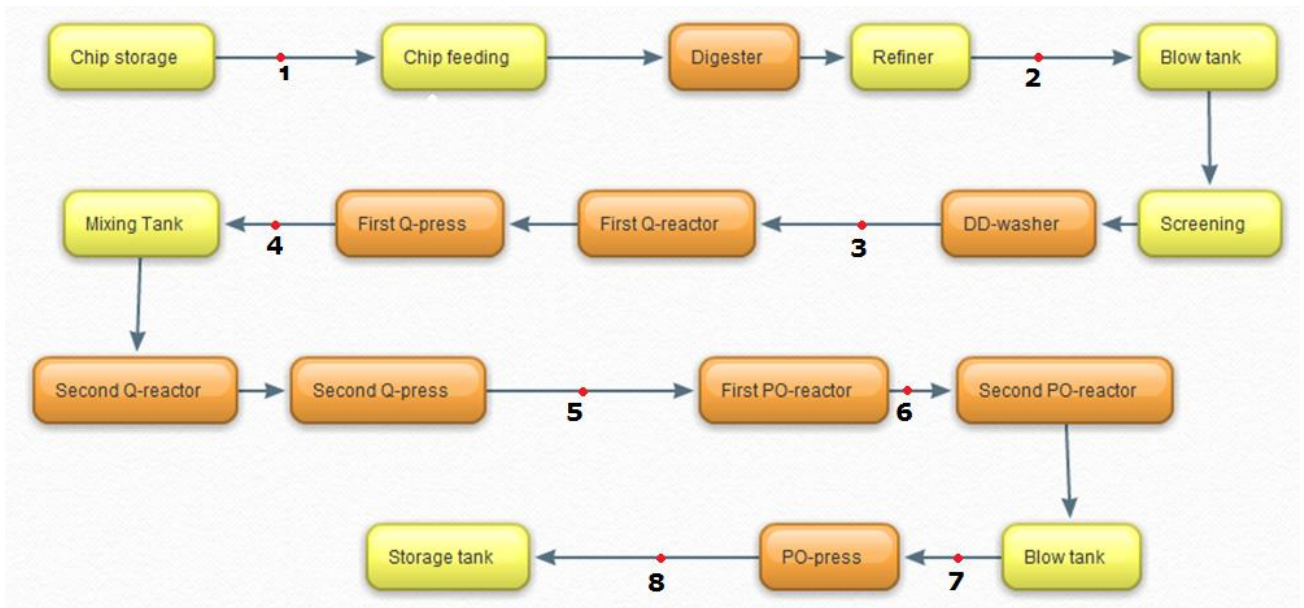 Chip storage
1
Chip feeding
Digester
Refiner
2
Blow tank
Mixing Tank
4
First Q-press
First Q-reactor
3
DD-washer
Screening
Second Q-reactor
Second Q-press
5
First PO-reactor
6
Second PO-reactor
Storage tank
8
PO-press
7
Blow tank